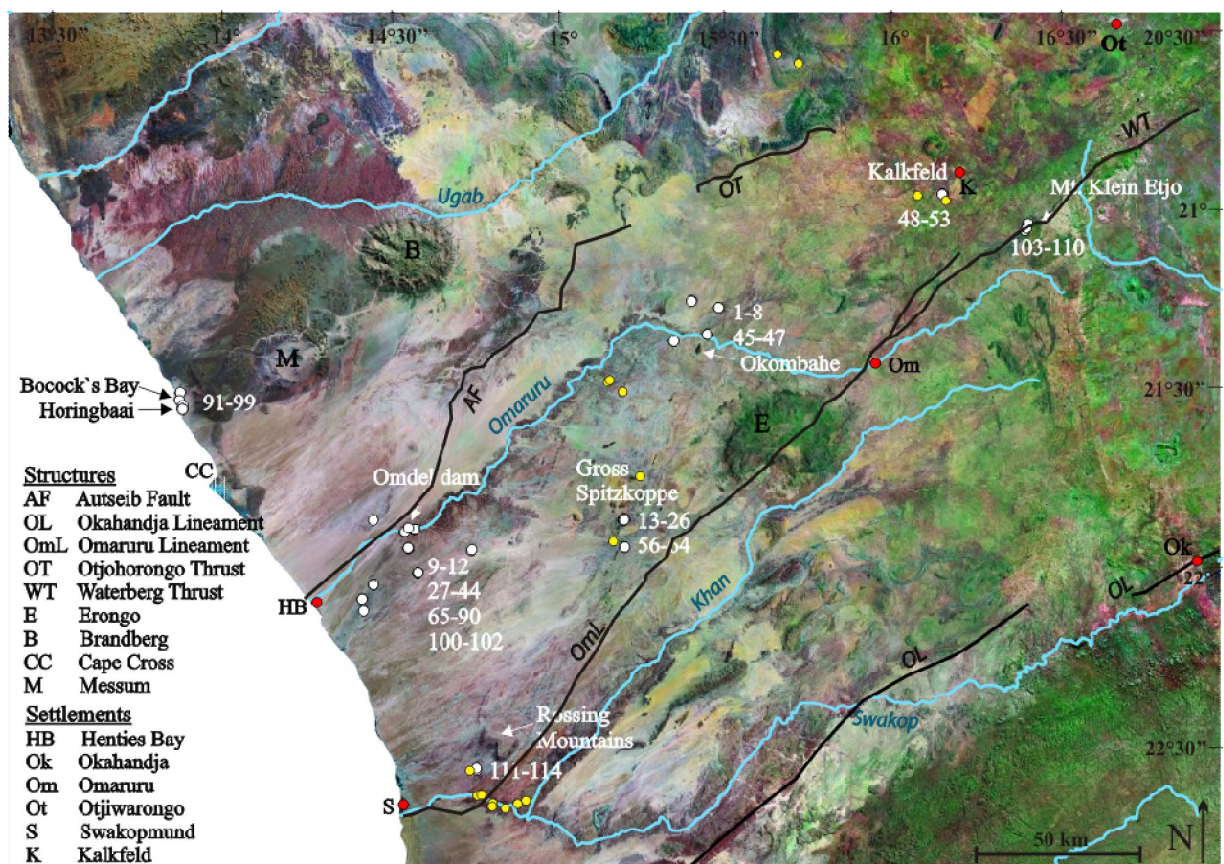 13°30'
14°
14°30'
15°
15°30'
16°
16°30'
20°30'
Ot
WT
OT
Kalkfeld
K
Mt. Klein Etjo
48-53
103-110
21°
Ugab
B
1-8
45-47
Okombahe
Om
M
Bocock`s Bay
Horingbaai
91-99
AF
Omaruru
21°30'
E
CC
Omdel dam
Gross
Spitzkoppe
13-26
56-64
Structures
AF Autseib Fault
OL Okahandja Lineament
OmL Omaruru Lineament
OT Otjohorongo Thrust
WT Waterberg Thrust
E Erongo
B Brandberg
CC Cape Cross
M Messum
Settlements
HB Henties Bay
Ok Okahandja
Om Omaruru
Ot Otjiwarongo
S Swakopmund
K Kalkfeld
HB
9-12
27-44
65-90
100-102
OmL
Khan
Ok
OL
OL
Swakop
Rossing
Mountains
111-114
22°30'
S
50 km
N